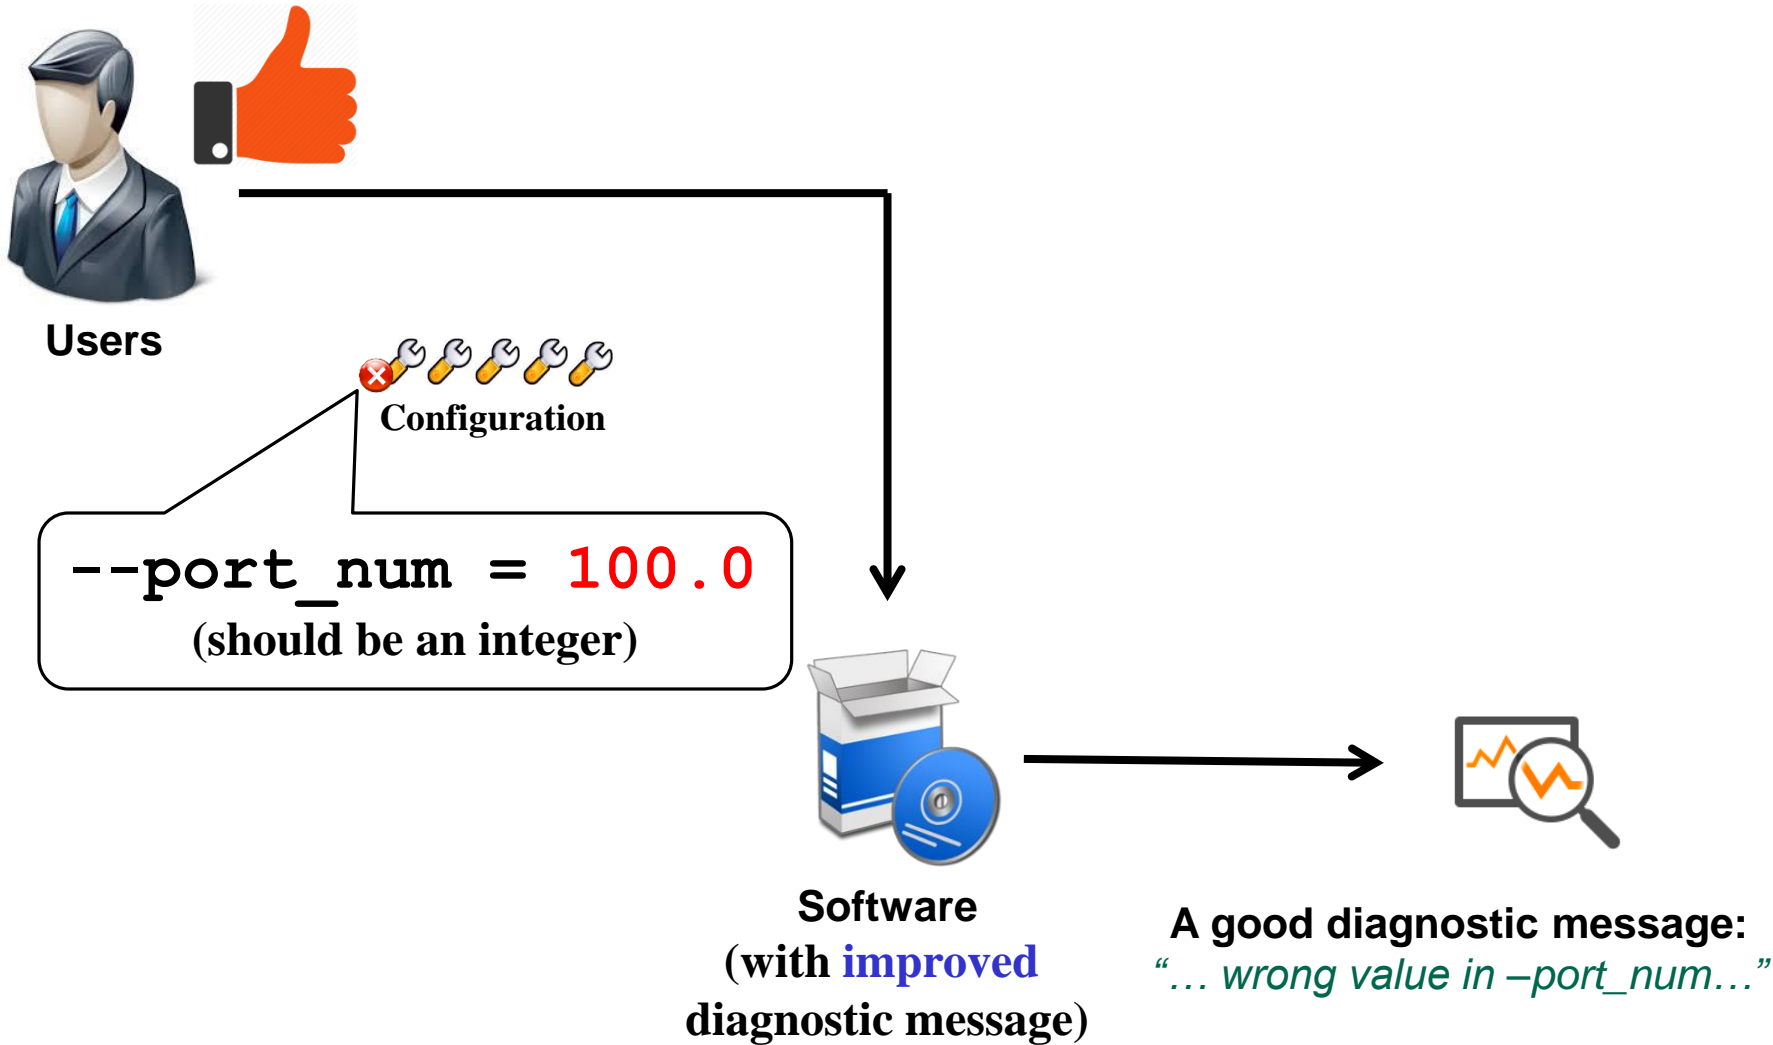 Users
Configuration
--port_num = 100.0
(should be an integer)
Software
(with improved
diagnostic message)
A good diagnostic message:
“… wrong value in –port_num…”